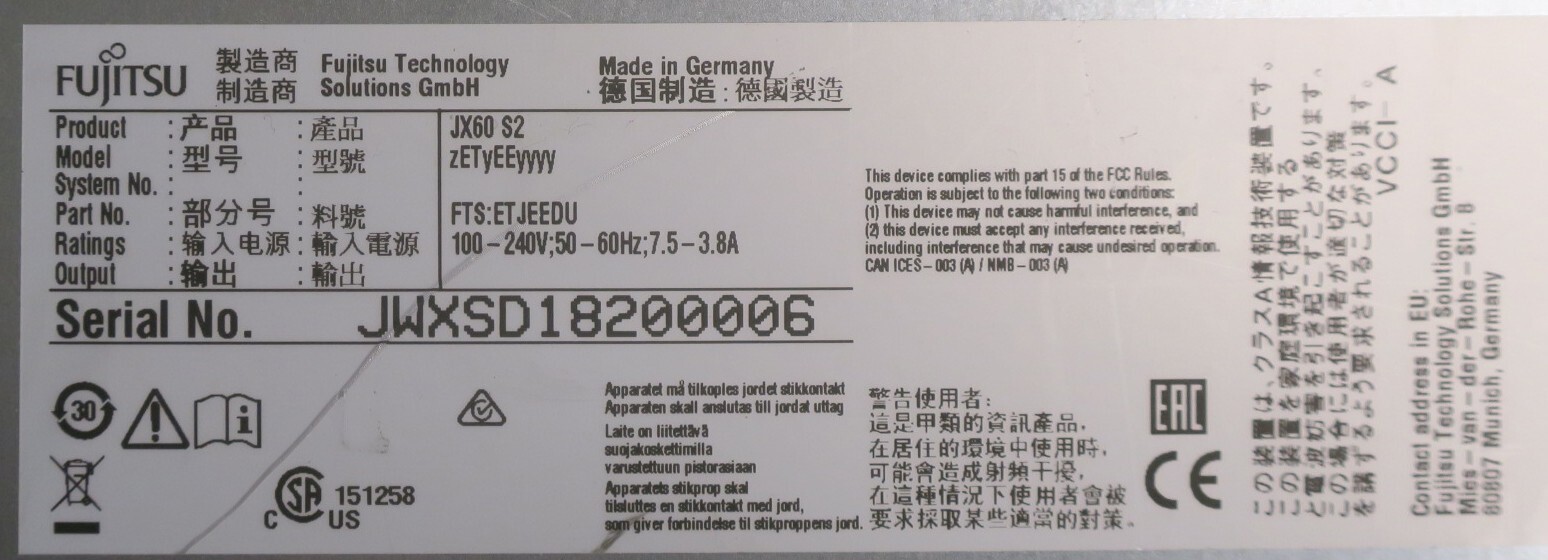 FUJITSU
製造商
制造商
Fujitsu Technology
Solutions GmbH
Made in Germany
德国制造:德國製造
Product :产品 :產品 JX60 S2
Model :型号 :型號 zETyEEyyyy
System No. : :
Part No. :部分号 :料號 FTS:ETJEEDU
Ratings :输入电源:輸入電源 100-240V;50-60Hz;7.5-3.8A
Output :输出 :輸出
Serial No. JWXSD18200006
This device complies with part 15 of the FCC Rules.
Operation is subject to the following two conditions:
(1) This device may not cause harmful interference, and
(2) this device must accept any interference received,
including interference that may cause undesired operation.
CAN ICES-003 (A) / NMB-003 (A)
30
i
C SA US 151258
Apparatet må tilkoples jordet stikkontakt
Apparaten skall anslutas till jordat uttag
Laite on liitettävä
suojakoskettimilla
varustettuun pistorasiaan
Apparatets stikprop skal
tilsluttes en stikkontakt med jord,
som giver forbindelse til stikproppens jord.
警告使用者:
這是甲類的資訊產品,
在居住的環境中使用時,
可能會造成射頻干擾,
在這種情況下使用者會被
要求採取某些適當的對策。
EAC
CE
この装置は、クラスA情報技術装置です。
この装置を家庭環境で使用する
と電波妨害を引き起こすことがあります。
この場合には使用者が適切な対策
を講ずるよう要求されることがあります。
VCCI-A
Contact address in EU:
Fujitsu Technology Solutions GmbH
Mies-van-der-Rohe-Str. 8
80807 Munich, Germany